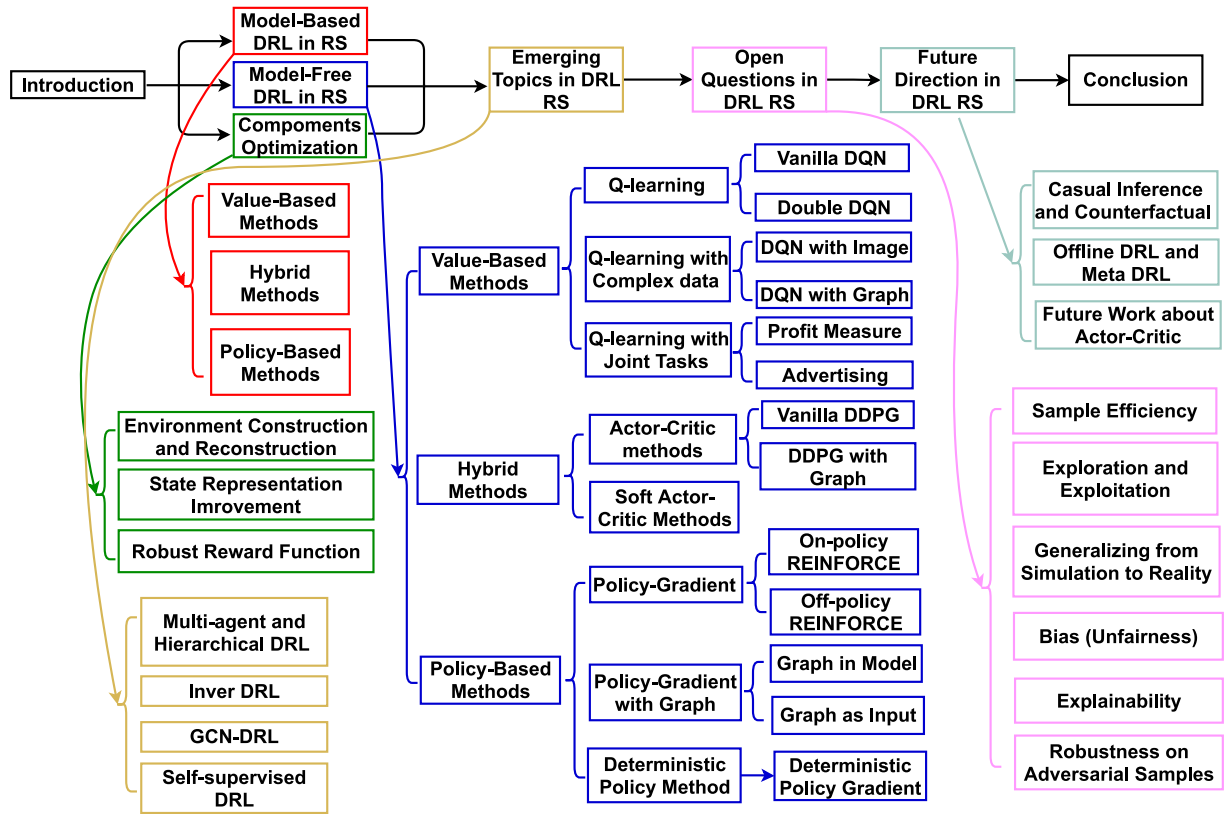 Introduction
Model-Based
DRL in RS
Model-Free
DRL in RS
Compoments
Optimization
Emerging
Topics in DRL
RS
Open
Questions in
DRL RS
Future
Direction in
DRL RS
Conclusion
Value-Based
Methods
Hybrid
Methods
Policy-Based
Methods
Environment Construction
and Reconstruction
State Representation
Imrovement
Robust Reward Function
Multi-agent and
Hierarchical DRL
Inver DRL
GCN-DRL
Self-supervised
DRL
Value-Based
Methods
Q-learning
Vanilla DQN
Double DQN
Q-learning with
Complex data
DQN with Image
DQN with Graph
Q-learning with
Joint Tasks
Profit Measure
Advertising
Hybrid
Methods
Actor-Critic
methods
Vanilla DDPG
DDPG with
Graph
Soft Actor-
Critic Methods
Policy-Based
Methods
Policy-Gradient
On-policy
REINFORCE
Off-policy
REINFORCE
Policy-Gradient
with Graph
Graph in Model
Graph as Input
Deterministic
Policy Method
Deterministic
Policy Gradient
Casual Inference
and Counterfactual
Offline DRL and
Meta DRL
Future Work about
Actor-Critic
Sample Efficiency
Exploration and
Exploitation
Generalizing from
Simulation to Reality
Bias (Unfairness)
Explainability
Robustness on
Adversarial Samples